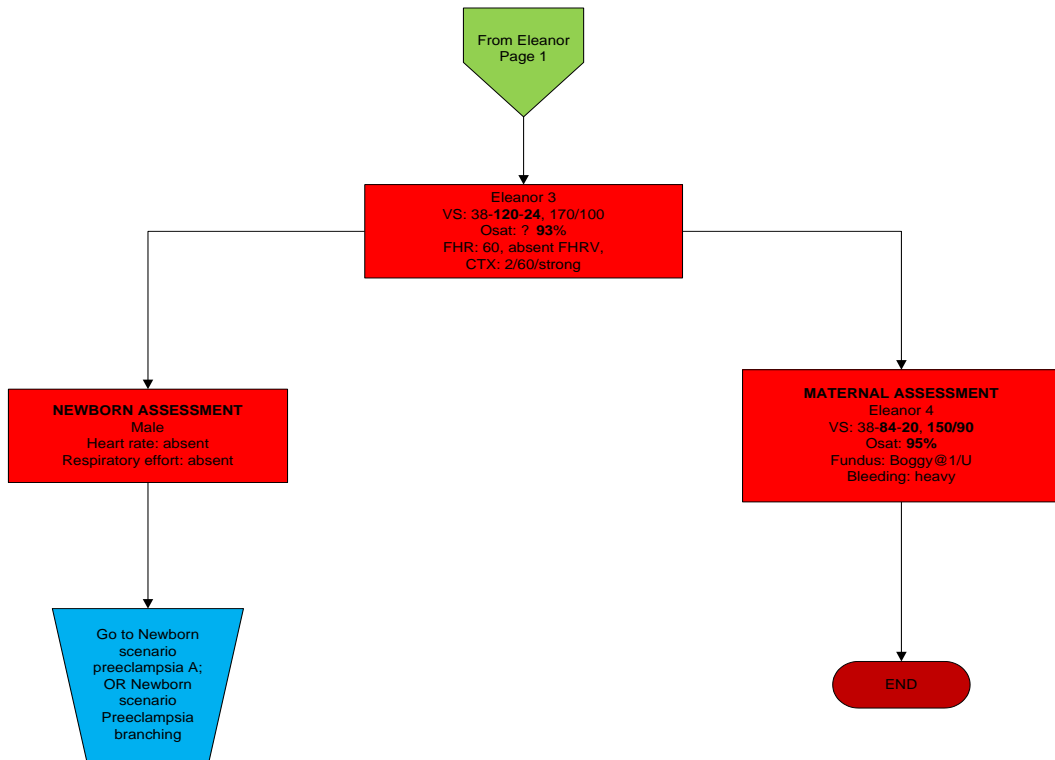 From Eleanor
Page 1
Eleanor 3
VS: 38-120-24, 170/100
Osat: ? 93%
FHR: 60, absent FHRV,
CTX: 2/60/strong
NEWBORN ASSESSMENT
Male
Heart rate: absent
Respiratory effort: absent
MATERNAL ASSESSMENT
Eleanor 4
VS: 38-84-20, 150/90
Osat: 95%
Fundus: Boggy@1/U
Bleeding: heavy
Go to Newborn
scenario
preeclampsia A;
OR Newborn
scenario
Preeclampsia
branching
END